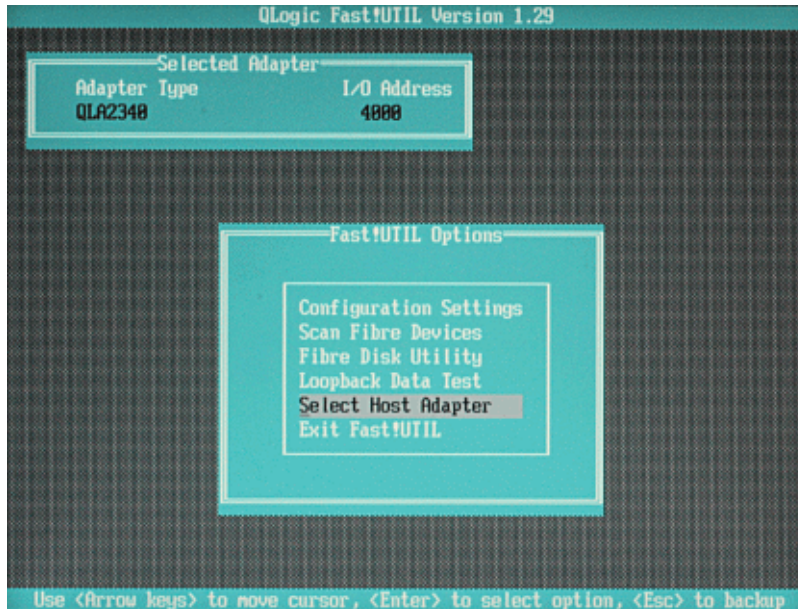 QLogic Fast!UTIL Version 1.29
Selected Adapter
Adapter Type I/O Address
QLA2340 4000
Fast!UTIL Options
Configuration Settings
Scan Fibre Devices
Fibre Disk Utility
Loopback Data Test
Select Host Adapter
Exit Fast!UTIL
Use <Arrow keys> to move cursor, <Enter> to select option, <Esc> to backup